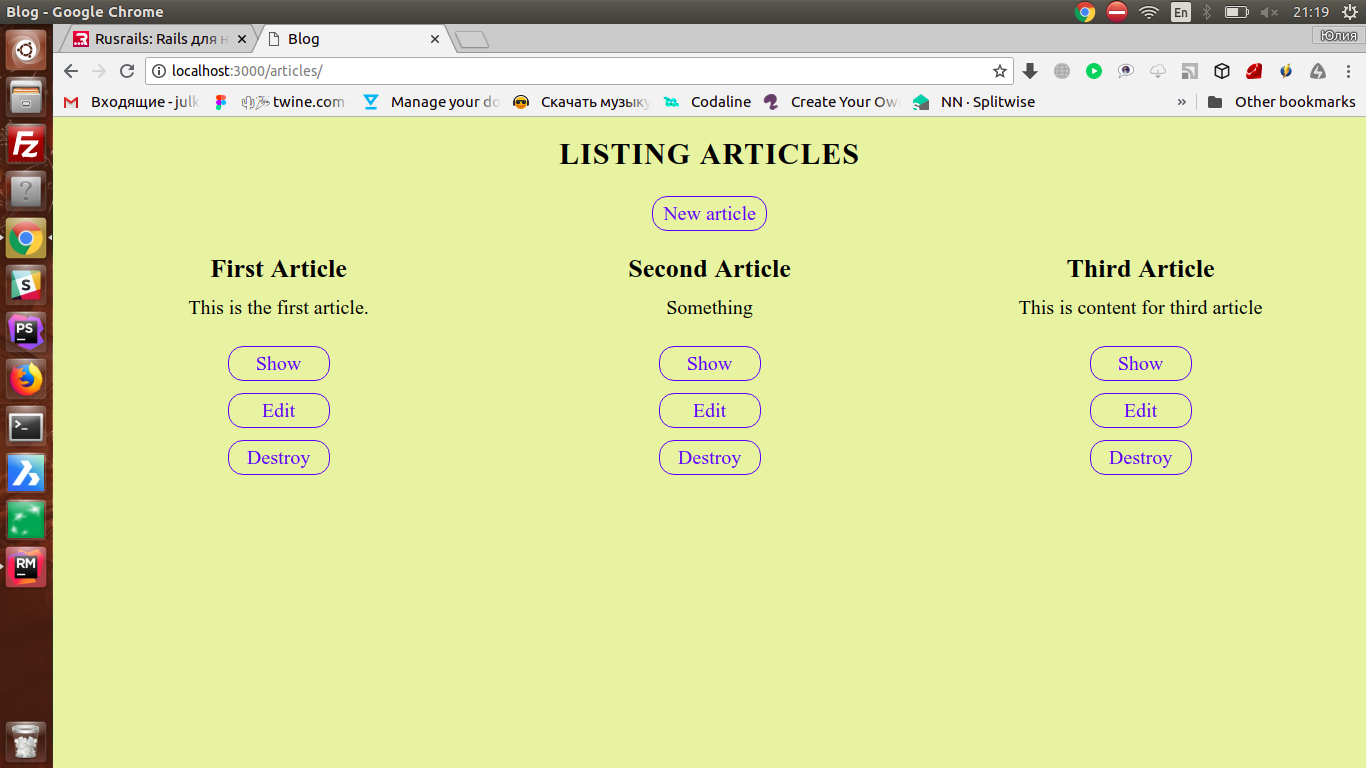 Blog - Google Chrome
En
21:19
Rusrails: Rails для н
Blog
Юлия
localhost:3000/articles/
Входящие - julk
twine.com
Manage your do
Скачать музыку
Codaline
Create Your Ow
NN · Splitwise
»
Other bookmarks
LISTING ARTICLES
New article
First Article
Second Article
Third Article
This is the first article.
Something
This is content for third article
Show
Show
Show
Edit
Edit
Edit
Destroy
Destroy
Destroy
Fz
?
S
PS
RM